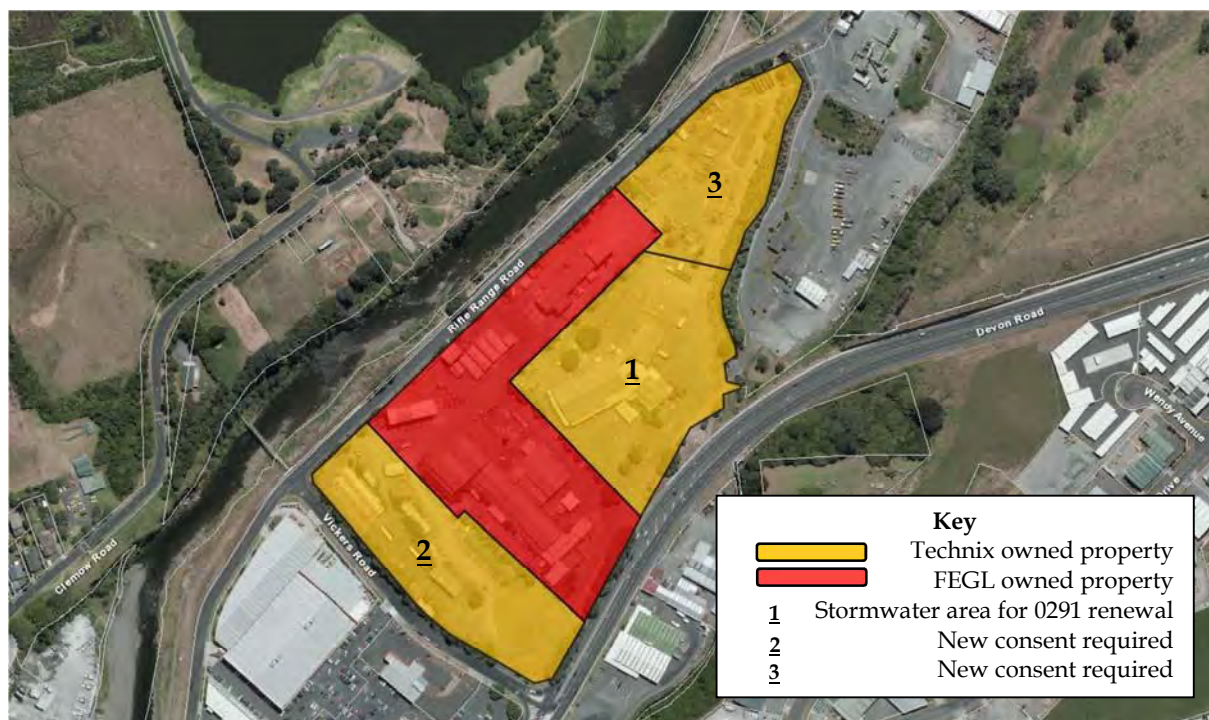 3
Rifle Range Road
Devon Road
1
Wendy Avenue
Drive
2
Vickers Road
Clemow Road
Key
Technix owned property
FEGL owned property
1 Stormwater area for 0291 renewal
2 New consent required
3 New consent required